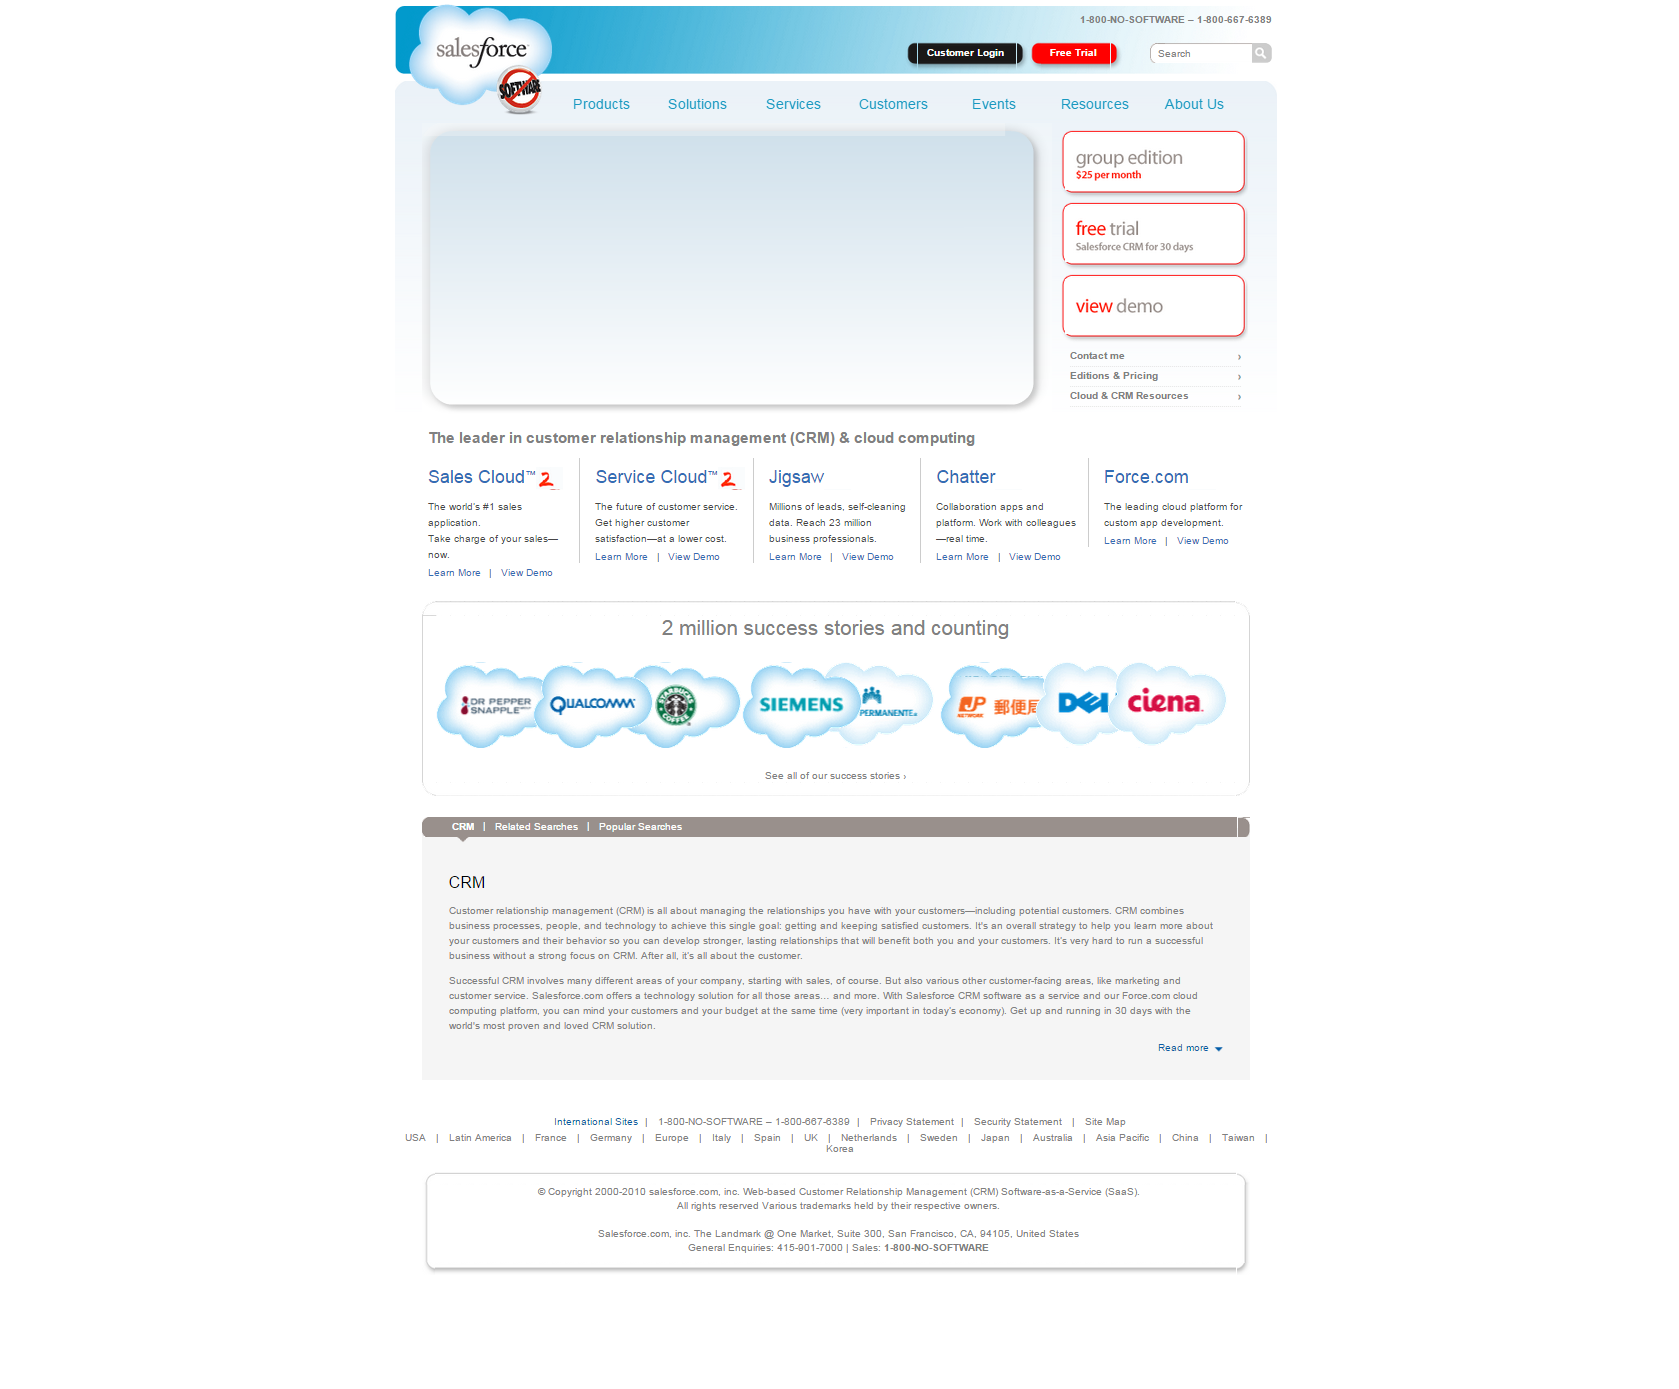 1-800-NO-SOFTWARE – 1-800-667-6389
salesforce
SOFTWARE
Customer Login
Free Trial
Search
Products
Solutions
Services
Customers
Events
Resources
About Us
group edition
$25 per month
free trial
Salesforce CRM for 30 days
view demo
Contact me ›
Editions & Pricing ›
Cloud & CRM Resources ›
The leader in customer relationship management (CRM) & cloud computing
Sales Cloud™ 2
The world's #1 sales
application.
Take charge of your sales—
now.
Learn More | View Demo
Service Cloud™ 2
The future of customer service.
Get higher customer
satisfaction—at a lower cost.
Learn More | View Demo
Jigsaw
Millions of leads, self-cleaning
data. Reach 23 million
business professionals.
Learn More | View Demo
Chatter
Collaboration apps and
platform. Work with colleagues
—real time.
Learn More | View Demo
Force.com
The leading cloud platform for
custom app development.
Learn More | View Demo
2 million success stories and counting
DR PEPPER
SNAPPLE
QUALCOMM
STARBUCKS
COFFEE
SIEMENS
PERMANENTE®
JP
NETWORK
郵便局
DELL
ciena
See all of our success stories ›
CRM | Related Searches | Popular Searches
CRM
Customer relationship management (CRM) is all about managing the relationships you have with your customers—including potential customers. CRM combines
business processes, people, and technology to achieve this single goal: getting and keeping satisfied customers. It's an overall strategy to help you learn more about
your customers and their behavior so you can develop stronger, lasting relationships that will benefit both you and your customers. It's very hard to run a successful
business without a strong focus on CRM. After all, it's all about the customer.
Successful CRM involves many different areas of your company, starting with sales, of course. But also various other customer-facing areas, like marketing and
customer service. Salesforce.com offers a technology solution for all those areas… and more. With Salesforce CRM software as a service and our Force.com cloud
computing platform, you can mind your customers and your budget at the same time (very important in today's economy). Get up and running in 30 days with the
world's most proven and loved CRM solution.
Read more
International Sites | 1-800-NO-SOFTWARE – 1-800-667-6389 | Privacy Statement | Security Statement | Site Map
USA | Latin America | France | Germany | Europe | Italy | Spain | UK | Netherlands | Sweden | Japan | Australia | Asia Pacific | China | Taiwan |
Korea
© Copyright 2000-2010 salesforce.com, inc. Web-based Customer Relationship Management (CRM) Software-as-a-Service (SaaS).
All rights reserved Various trademarks held by their respective owners.
Salesforce.com, inc. The Landmark @ One Market, Suite 300, San Francisco, CA, 94105, United States
General Enquiries: 415-901-7000 | Sales: 1-800-NO-SOFTWARE